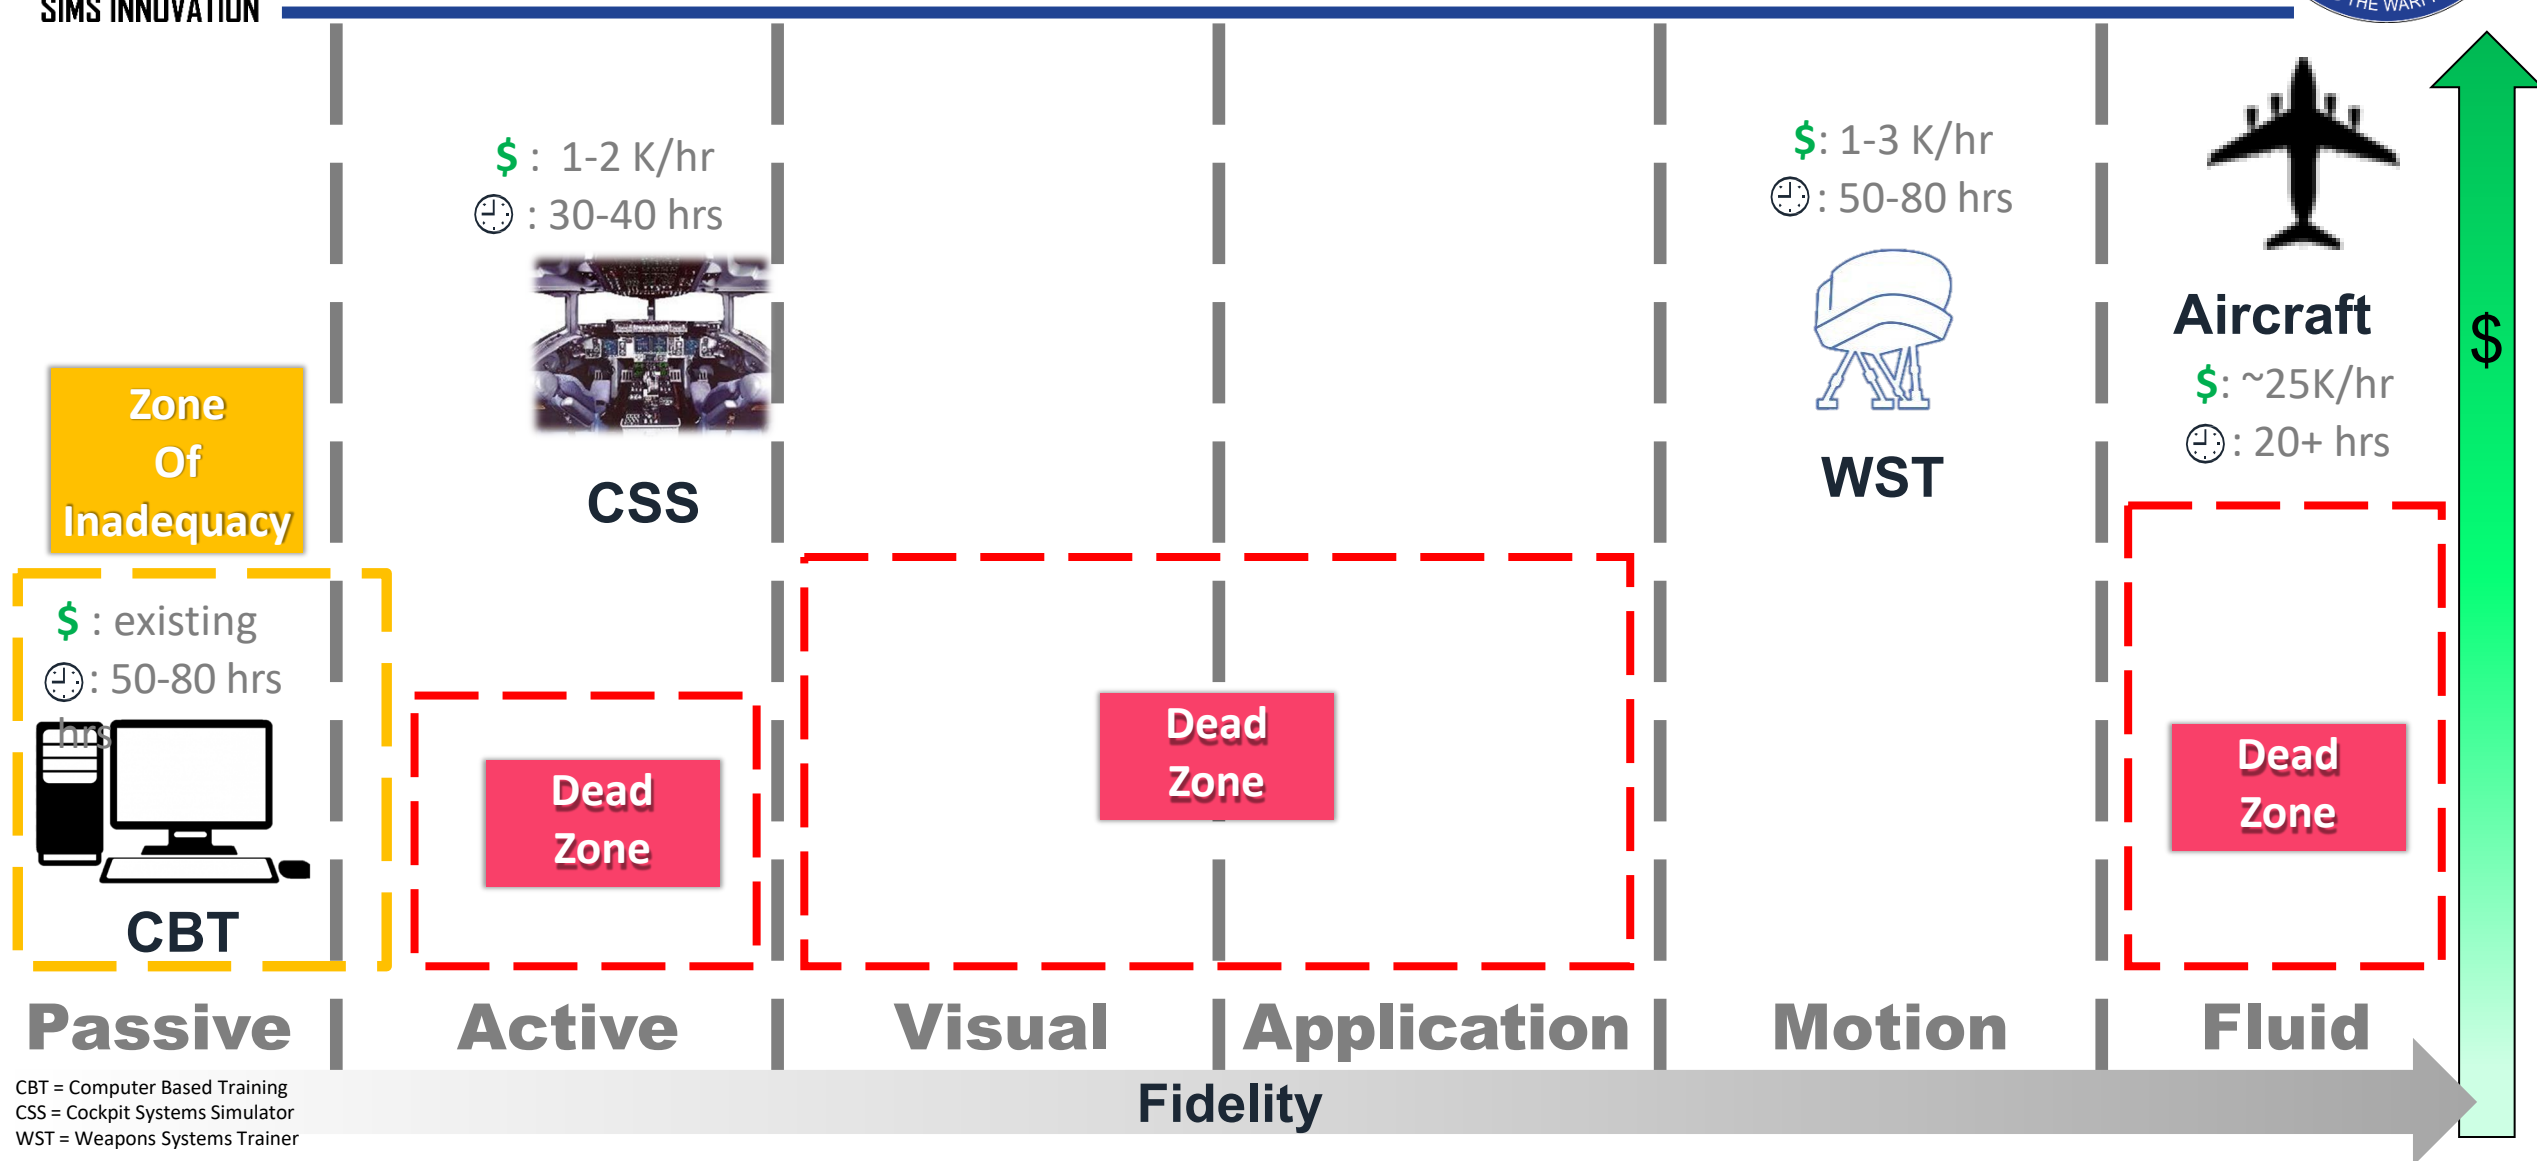 SIMS INNOVATION
THE
$ : 1-2 K/hr
: 30-40 hrs
CSS
$: 1-3 K/hr
: 50-80 hrs
WST
Aircraft
$: ~25K/hr
: 20+ hrs
$
Zone
Of
Inadequacy
$ : existing
: 50-80 hrs
hrs
CBT
Dead
Zone
Dead
Zone
Dead
Zone
Passive
Active
Visual
Application
Motion
Fluid
Fidelity
CBT = Computer Based Training
CSS = Cockpit Systems Simulator
WST = Weapons Systems Trainer